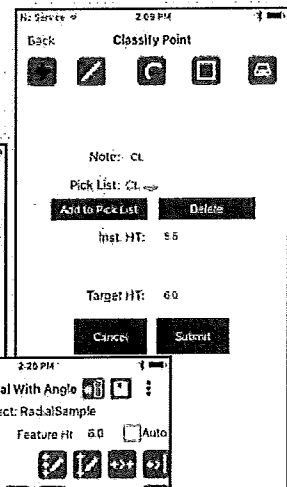 No Service 2:09 PM
Back Classify Point
Note: CL
Pick List: CL
Add to Pick List Delete
Inst. HT: 5.5
Target HT: 6.0
Cancel Submit
2:20 PM
al With Angle
ect: RadialSample
Feature Ht 6.0 Auto